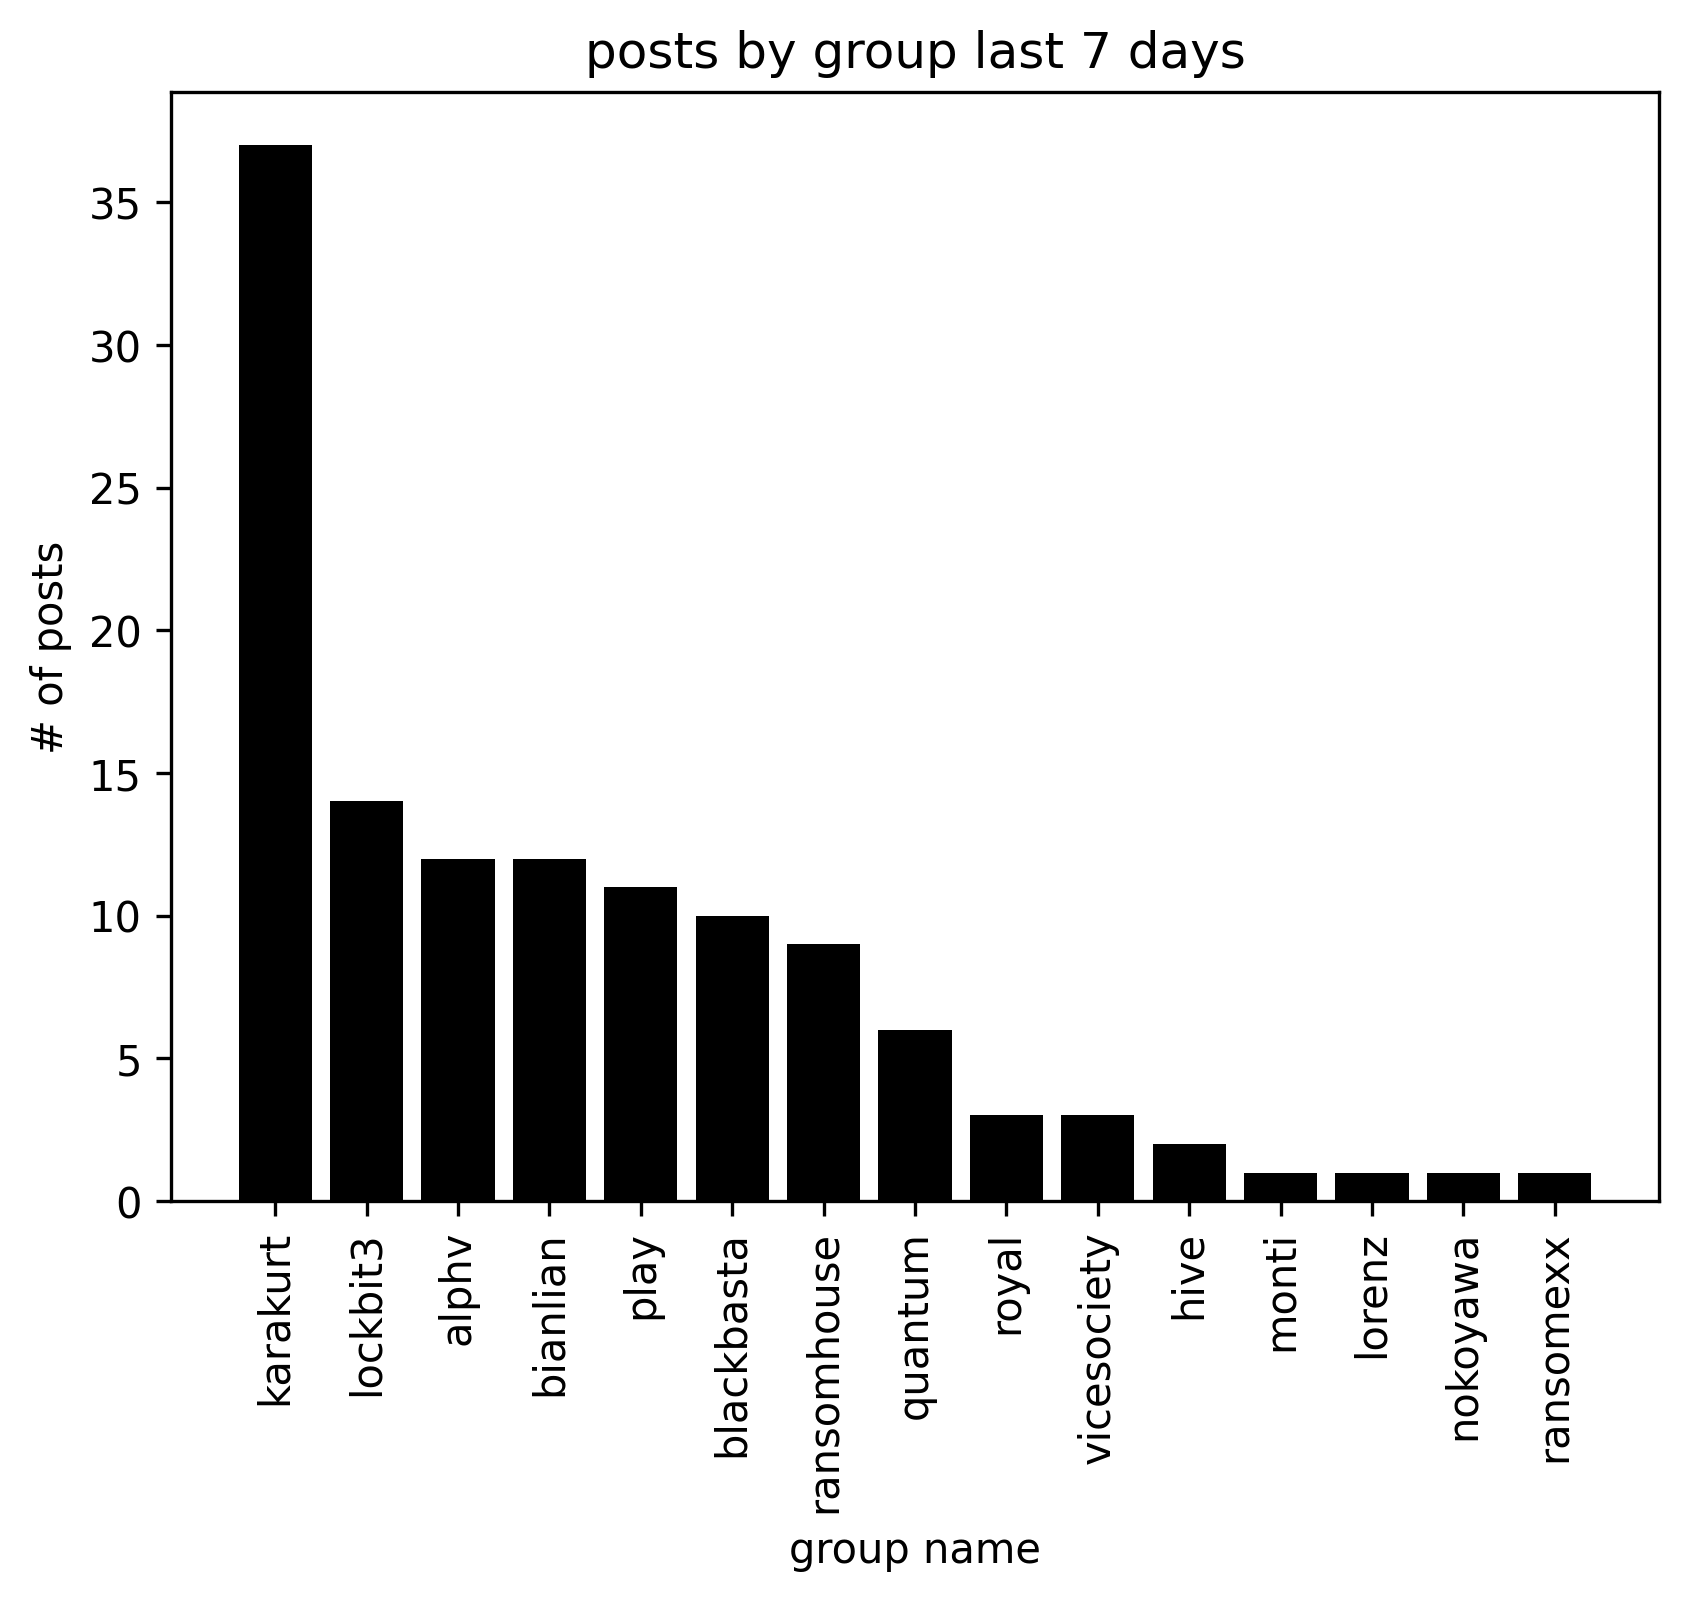 posts by group last 7 days
# of posts
35
30
25
20
15
10
5
0
karakurt
lockbit3
alphv
bianlian
play
blackbasta
ransomhouse
quantum
royal
vicesociety
hive
monti
lorenz
nokoyawa
ransomexx
group name